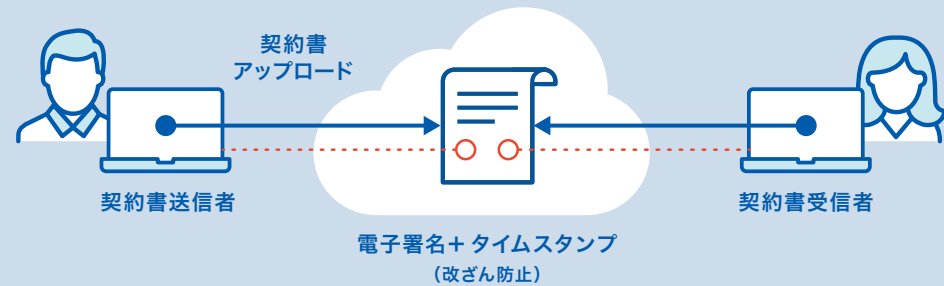 契約書
アップロード
契約書送信者
契約書受信者
電子署名+ タイムスタンプ
(改ざん防止)